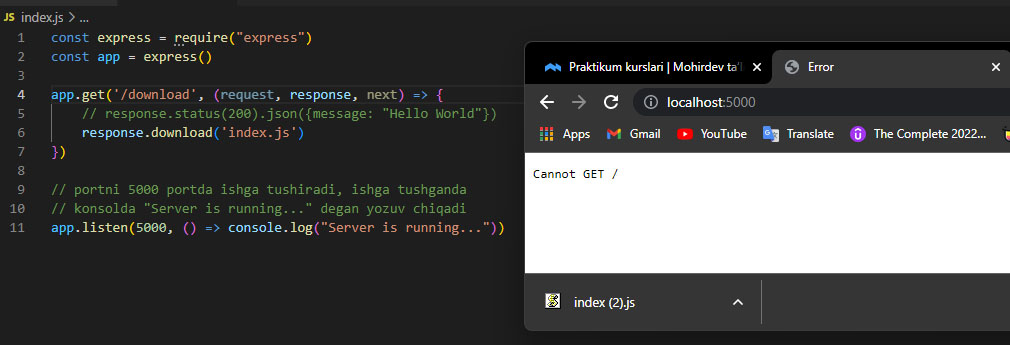 JS index.js > ...
1 const express = require("express")
2 const app = express()
3
4 app.get('/download', (request, response, next) => {
5 // response.status(200).json({message: "Hello World"})
6 response.download('index.js')
7 })
8
9 // portni 5000 portda ishga tushiradi, ishga tushganda
10 // konsolda "Server is running..." degan yozuv chiqadi
11 app.listen(5000, () => console.log("Server is running..."))
Praktikum kurslari | Mohirdev ta'l
Error
localhost:5000
Apps Gmail YouTube Translate The Complete 2022...
Cannot GET /
index (2).js